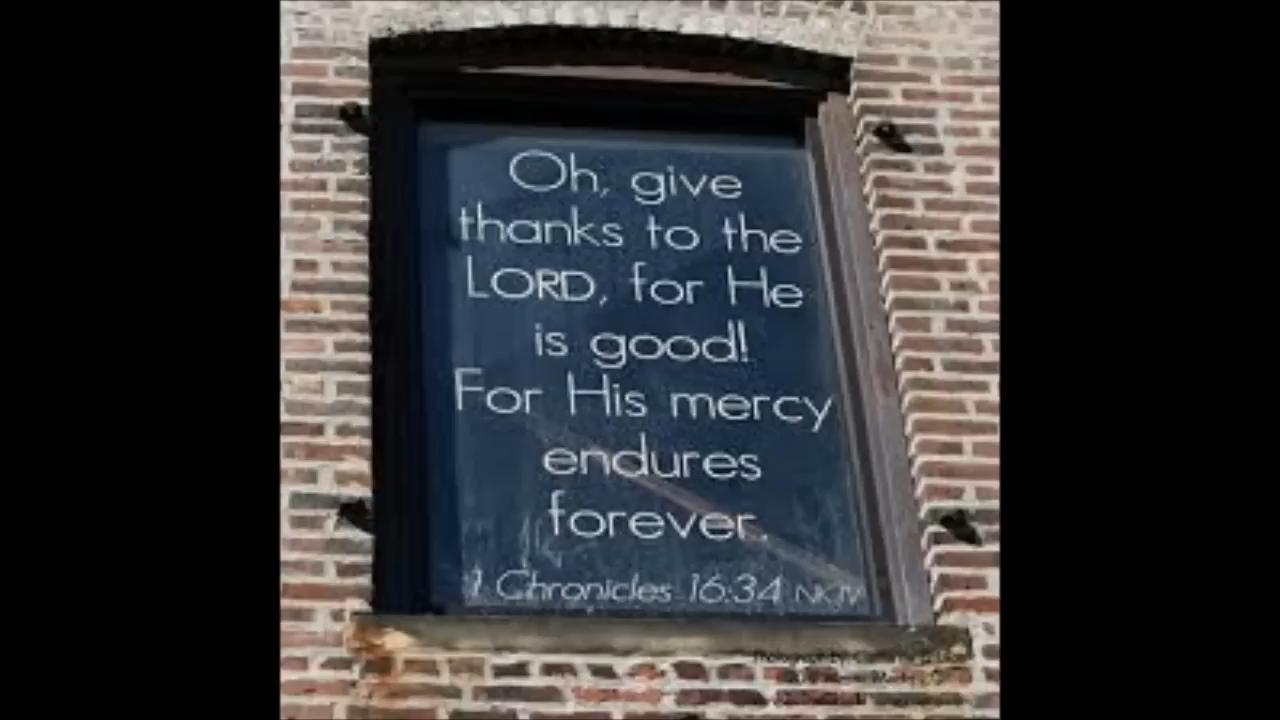 Oh, give
thanks to the
LORD, for He
is good!
For His mercy
endures
forever.
1 Chronicles 16:34 NKJV